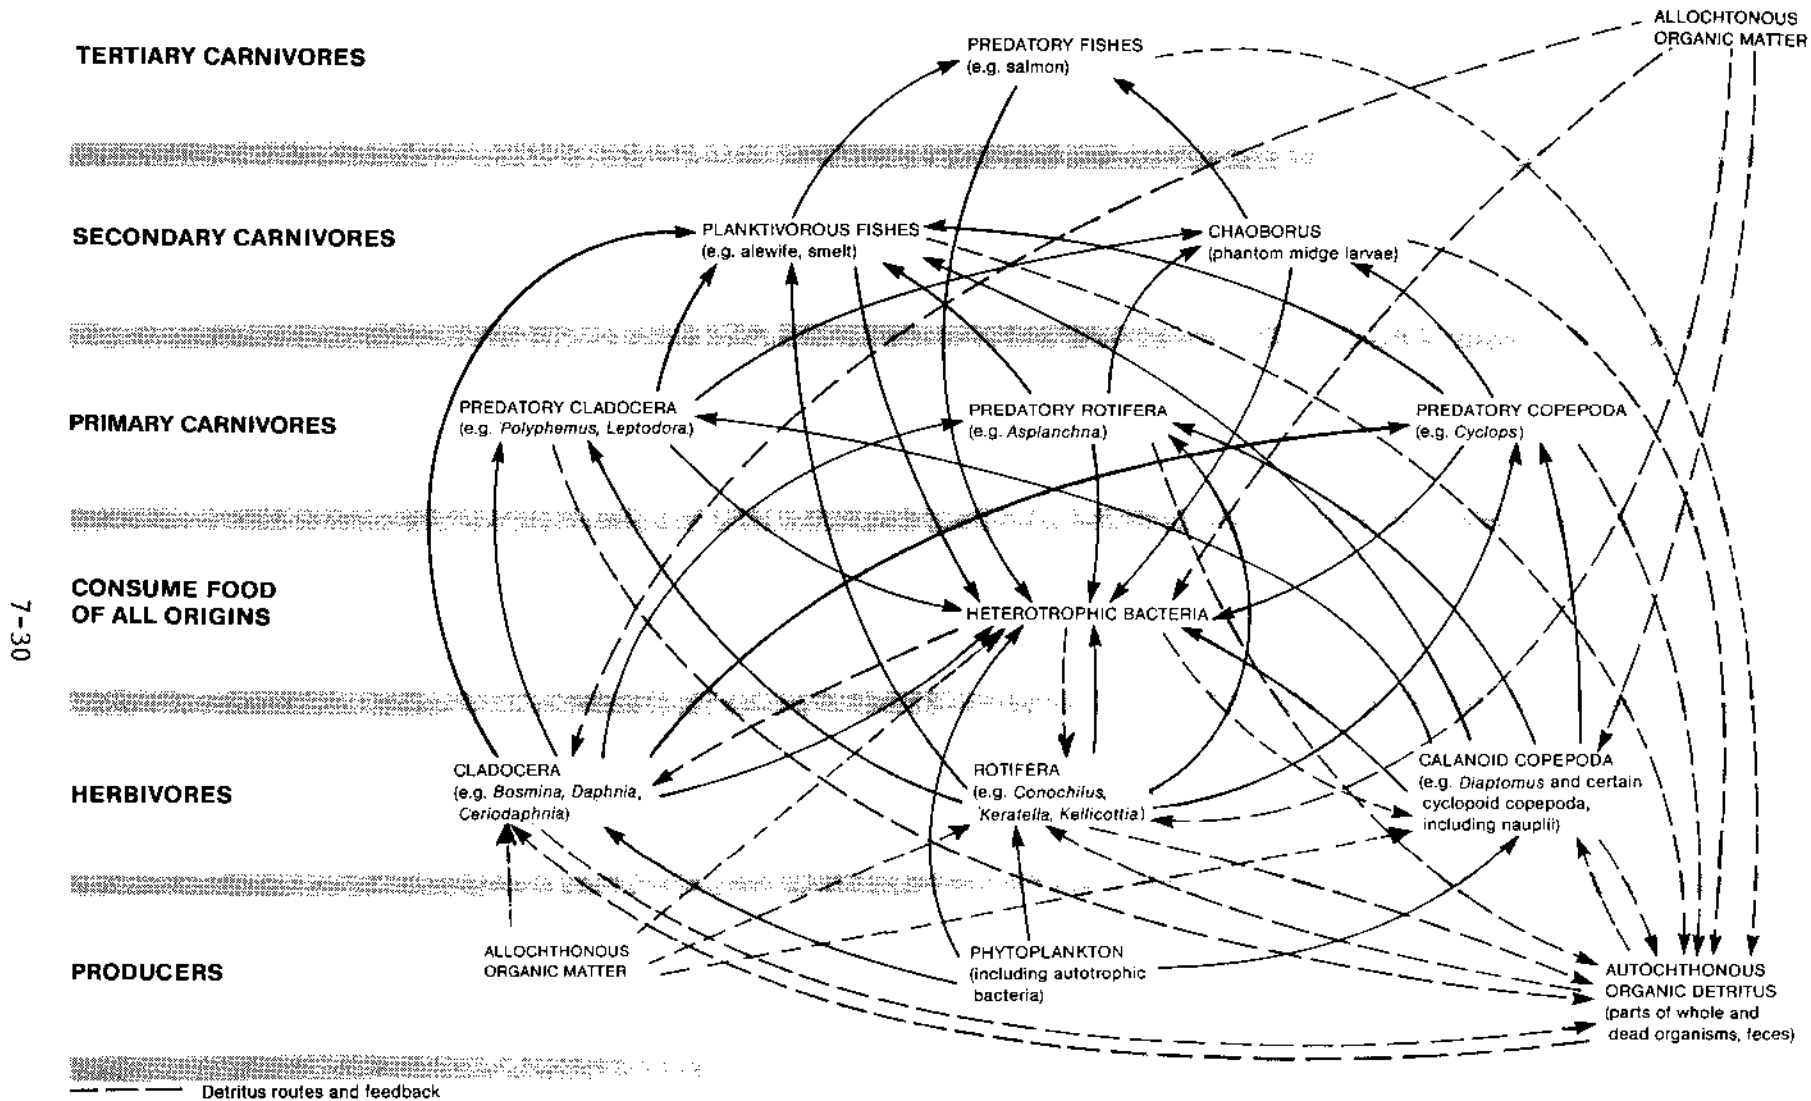 ALLOCHTONOUS
ORGANIC MATTER
TERTIARY CARNIVORES
PREDATORY FISHES
(e.g. salmon)
SECONDARY CARNIVORES
PLANKTIVOROUS FISHES
(e.g. alewife, smelt)
CHAOBORUS
(phantom midge larvae)
PRIMARY CARNIVORES
PREDATORY CLADOCERA
(e.g. Polyphemus, Leptodora)
PREDATORY ROTIFERA
(e.g. Asplanchna)
PREDATORY COPEPODA
(e.g. Cyclops)
CONSUME FOOD
OF ALL ORIGINS
HETEROTROPHIC BACTERIA
7-30
HERBIVORES
CLADOCERA
(e.g. Bosmina, Daphnia,
Ceriodaphnia)
ROTIFERA
(e.g. Conochilus,
Keratella, Kellicottia)
CALANOID COPEPODA
(e.g. Diaptomus and certain
cyclopoid copepoda,
including nauplii)
PRODUCERS
ALLOCHTHONOUS
ORGANIC MATTER
PHYTOPLANKTON
(including autotrophic
bacteria)
AUTOCHTHONOUS
ORGANIC DETRITUS
(parts of whole and
dead organisms, feces)
Detritus routes and feedback